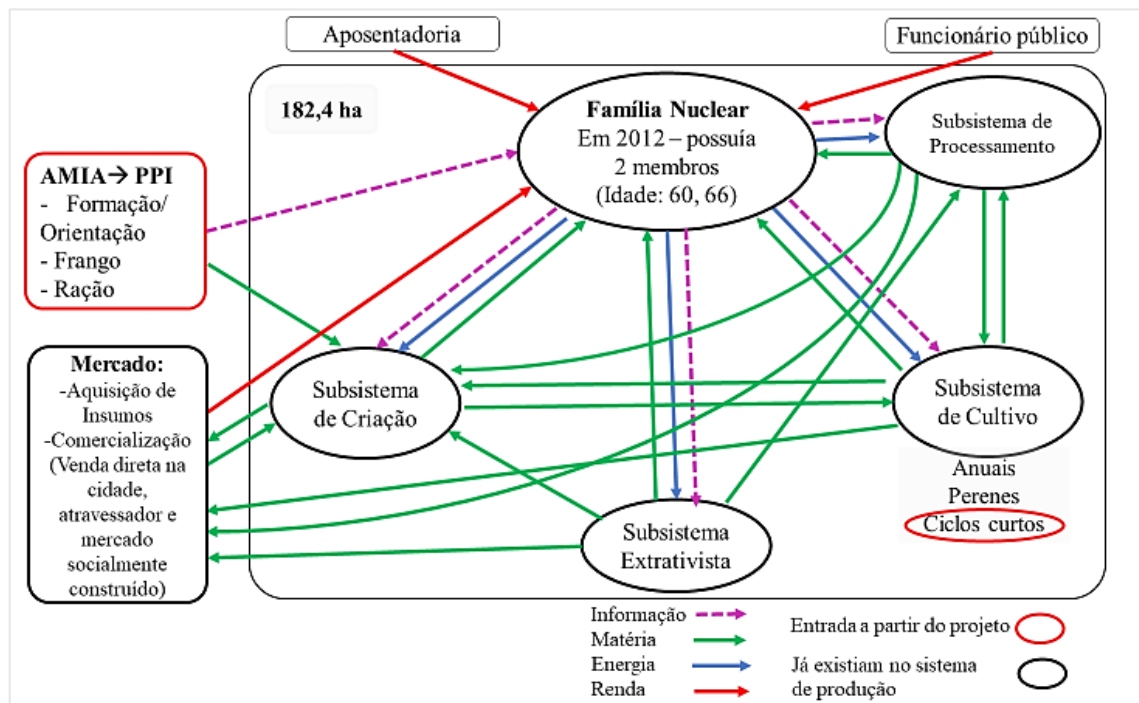 Aposentadoria
Funcionário público
182,4 ha
Família Nuclear
Em 2012 – possuía
2 membros
(Idade: 60, 66)
Subsistema de
Processamento
AMIA→ PPI
- Formação/
Orientação
- Frango
- Ração
Mercado:
-Aquisição de
Insumos
-Comercialização
(Venda direta na
cidade,
atravessador e
mercado
socialmente
construído)
Subsistema
de Criação
Subsistema
de Cultivo
Anuais
Perenes
Ciclos curtos
Subsistema
Extrativista
Informação
Matéria
Energia
Renda
Entrada a partir do projeto
Já existiam no sistema
de produção